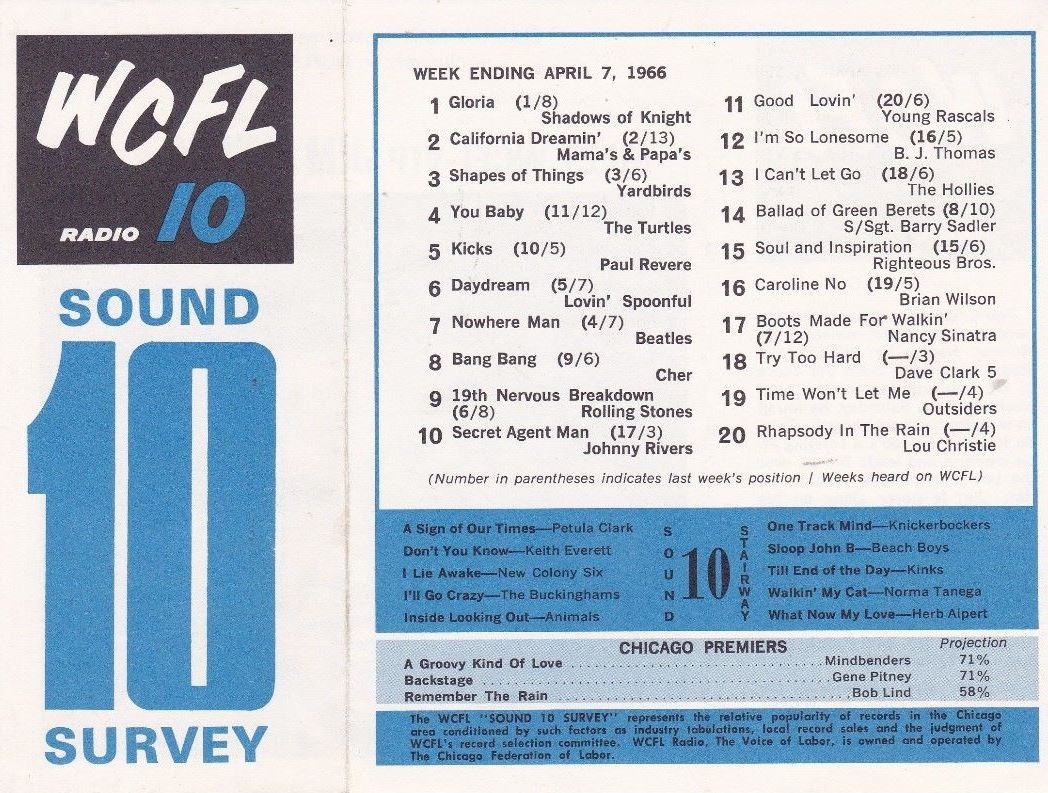 WCFL
RADIO 10
SOUND
10
SURVEY
WEEK ENDING APRIL 7, 1966
1 Gloria (1/8)
Shadows of Knight
2 California Dreamin' (2/13)
Mama's & Papa's
3 Shapes of Things (3/6)
Yardbirds
4 You Baby (11/12)
The Turtles
5 Kicks (10/5)
Paul Revere
6 Daydream (5/7)
Lovin' Spoonful
7 Nowhere Man (4/7)
Beatles
8 Bang Bang (9/6)
Cher
9 19th Nervous Breakdown
(6/8) Rolling Stones
10 Secret Agent Man (17/3)
Johnny Rivers
11 Good Lovin' (20/6)
Young Rascals
12 I'm So Lonesome (16/5)
B. J. Thomas
13 I Can't Let Go (18/6)
The Hollies
14 Ballad of Green Berets (8/10)
S/Sgt. Barry Sadler
15 Soul and Inspiration (15/6)
Righteous Bros.
16 Caroline No (19/5)
Brian Wilson
17 Boots Made For Walkin'
(7/12) Nancy Sinatra
18 Try Too Hard (—/3)
Dave Clark 5
19 Time Won't Let Me (—/4)
Outsiders
20 Rhapsody In The Rain (—/4)
Lou Christie
(Number in parentheses indicates last week's position / Weeks heard on WCFL)
A Sign of Our Times—Petula Clark
Don't You Know—Keith Everett
I Lie Awake—New Colony Six
I'll Go Crazy—The Buckinghams
Inside Looking Out—Animals
SOUND
10
STAIRWAY
One Track Mind—Knickerbockers
Sloop John B—Beach Boys
Till End of the Day—Kinks
Walkin' My Cat—Norma Tanega
What Now My Love—Herb Alpert
CHICAGO PREMIERS Projection
A Groovy Kind Of Love ........................ Mindbenders 71%
Backstage ........................ Gene Pitney 71%
Remember The Rain ........................ Bob Lind 58%
The WCFL "SOUND 10 SURVEY" represents the relative popularity of records in the Chicago
area conditioned by such factors as industry tabulations, local record sales and the judgment of
WCFL's record selection committee. WCFL Radio, The Voice of Labor, is owned and operated by
The Chicago Federation of Labor.